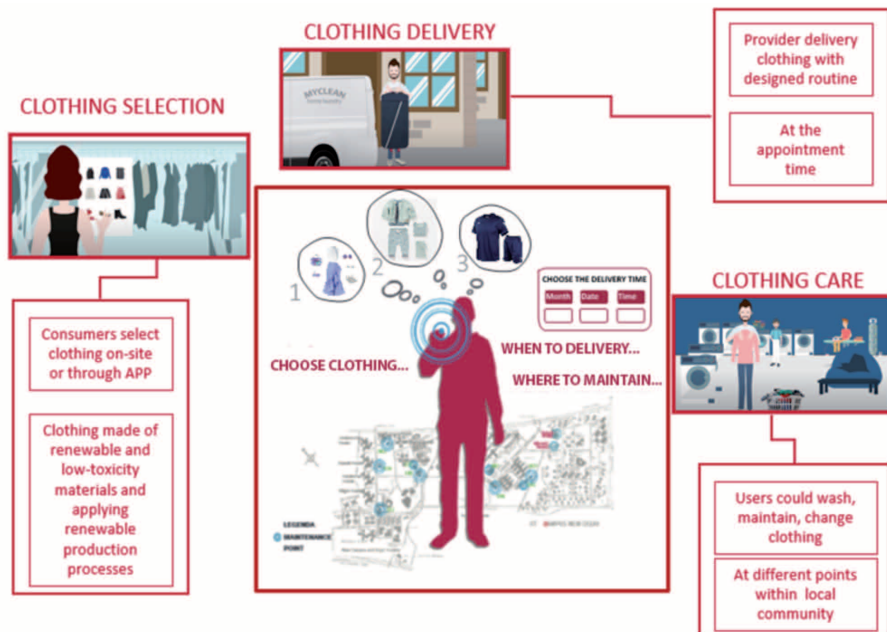 CLOTHING DELIVERY
MYCLEAN
Provider delivery
clothing with
designed routine
At the
appointment
time
CLOTHING SELECTION
Consumers select
clothing on-site
or through APP
Clothing made of
renewable and
low-toxicity
materials and
applying
renewable
production
processes
1
2
3
CHOOSE THE DELIVERY TIME
Month Date Time
CHOOSE CLOTHING...
WHEN TO DELIVERY...
WHERE TO MAINTAIN...
LEGENDA
MAINTENANCE
POINT
CLOTHING CARE
Users could wash,
maintain, change
clothing
At different points
within local
community